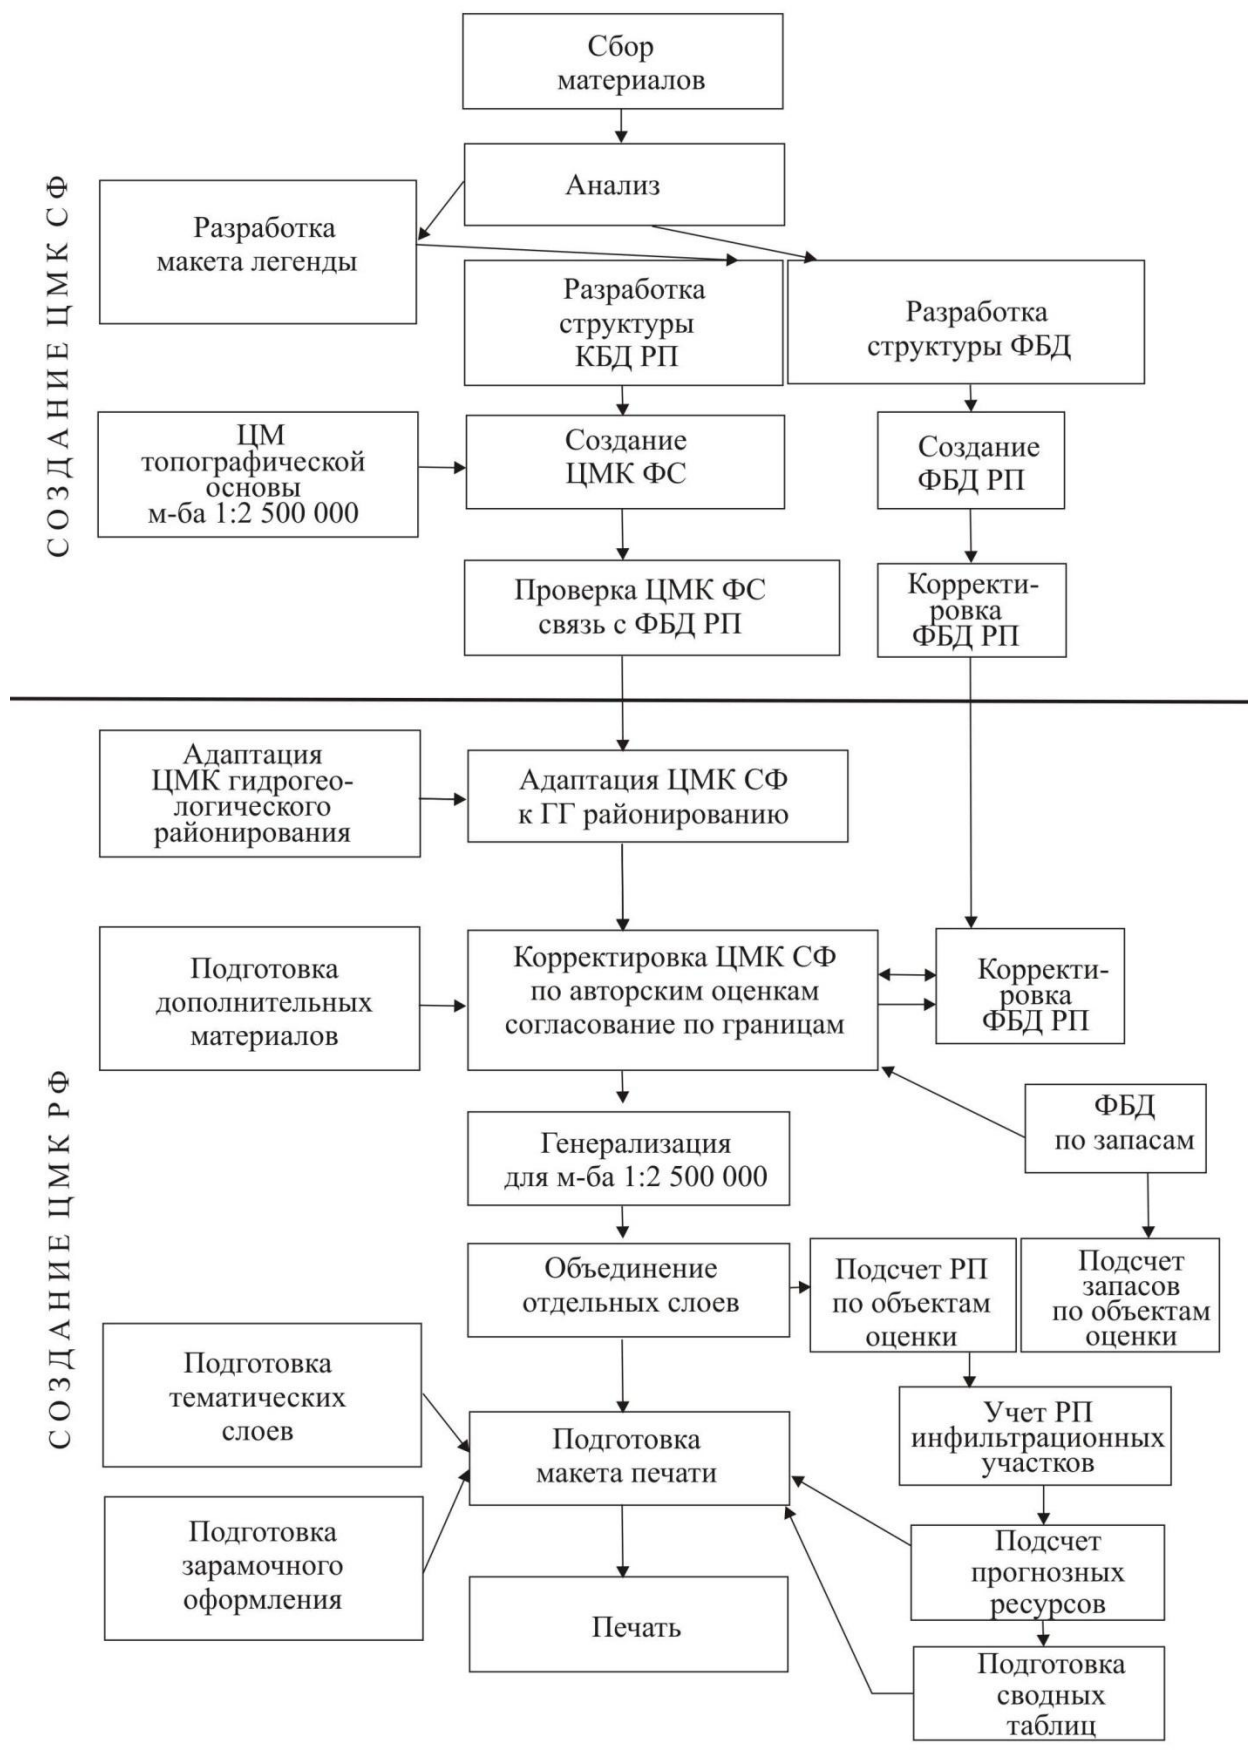 СОЗДАНИЕ ЦМК СФ
Сбор
материалов
Анализ
Разработка
макета легенды
Разработка
структуры
КБД РП
Разработка
структуры ФБД
ЦМ
топографической
основы
м-ба 1:2 500 000
Создание
ЦМК ФС
Создание
ФБД РП
Проверка ЦМК ФС
связь с ФБД РП
Корректи-
ровка
ФБД РП
СОЗДАНИЕ ЦМК РФ
Адаптация
ЦМК гидрогео-
логического
районирования
Адаптация ЦМК СФ
к ГГ районированию
Подготовка
дополнительных
материалов
Корректировка ЦМК СФ
по авторским оценкам
согласование по границам
Корректи-
ровка
ФБД РП
ФБД
по запасам
Генерализация
для м-ба 1:2 500 000
Объединение
отдельных слоев
Подсчет РП
по объектам
оценки
Подсчет
запасов
по объектам
оценки
Подготовка
тематических
слоев
Подготовка
макета печати
Учет РП
инфильтрационных
участков
Подготовка
зарамочного
оформления
Подсчет
прогнозных
ресурсов
Печать
Подготовка
сводных
таблиц